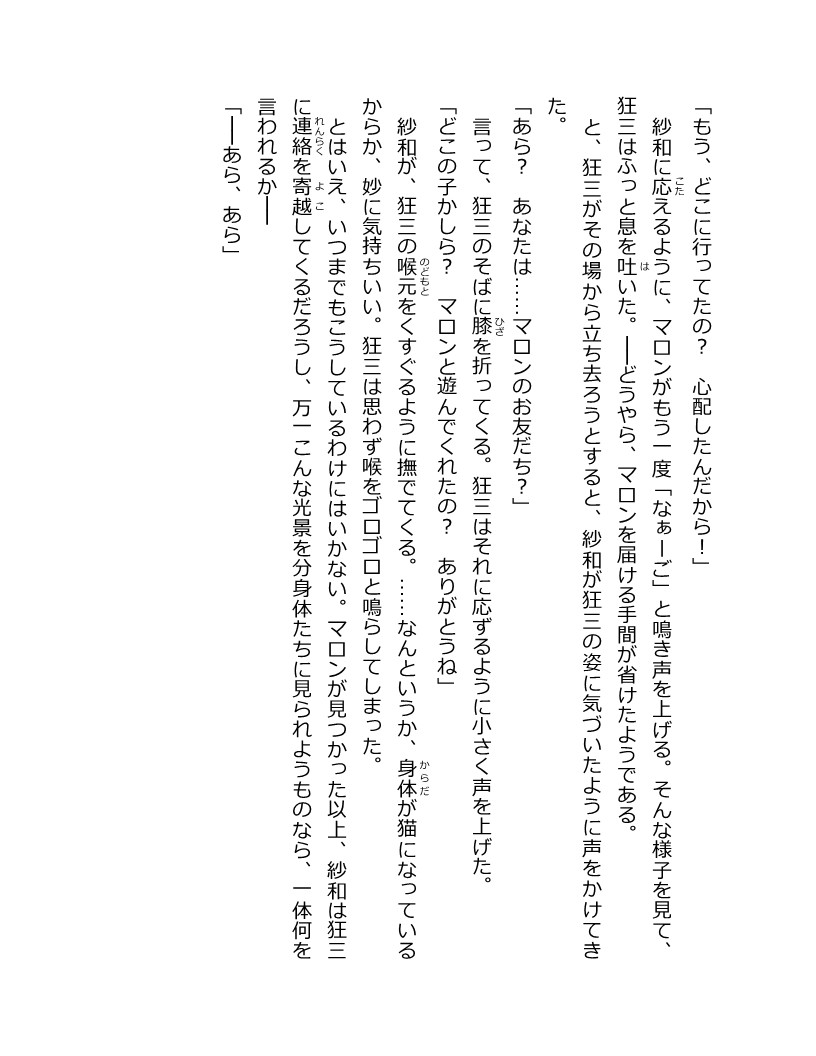 「もう、どこに行ってたの？　心配したんだから！」
　紗和に応えるように、マロンがもう一度「なぁーご」と鳴き声を上げる。そんな様子を見て、
狂三はふっと息を吐いた。――どうやら、マロンを届ける手間が省けたようである。
　と、狂三がその場から立ち去ろうとすると、紗和が狂三の姿に気づいたように声をかけてき
た。
「あら？　あなたは……マロンのお友だち？」
　言って、狂三のそばに膝を折ってくる。狂三はそれに応ずるように小さく声を上げた。
「どこの子かしら？　マロンと遊んでくれたの？　ありがとうね」
　紗和が、狂三の喉元をくすぐるように撫でてくる。……なんというか、身体が猫になっている
からか、妙に気持ちいい。狂三は思わず喉をゴロゴロと鳴らしてしまった。
　とはいえ、いつまでもこうしているわけにはいかない。マロンが見つかった以上、紗和は狂三
に連絡を寄越してくるだろうし、万一こんな光景を分身体たちに見られようものなら、一体何を
言われるか――
「――あら、あら」